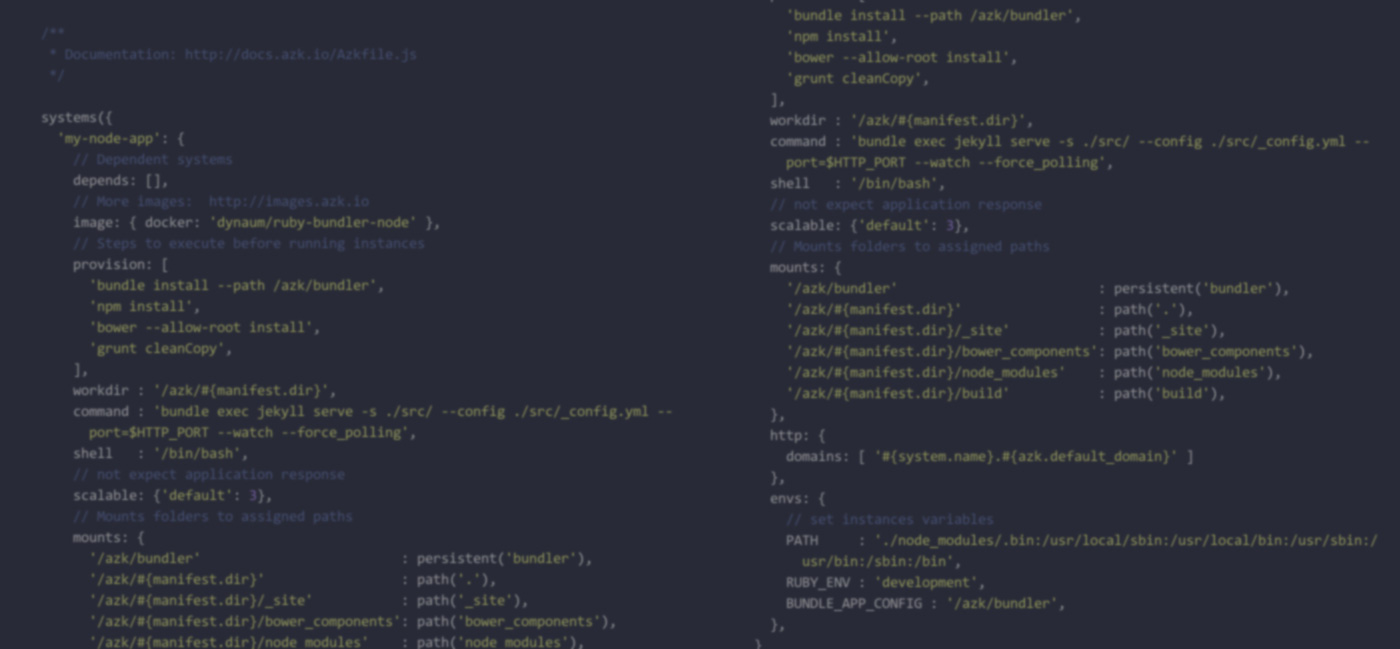 /**
 * Documentation: http://docs.azk.io/Azkfile.js
 */
systems({
  'my-node-app': {
    // Dependent systems
    depends: [],
    // More images:  http://images.azk.io
    image: { docker: 'dynaum/ruby-bundler-node' },
    // Steps to execute before running instances
    provision: [
      'bundle install --path /azk/bundler',
      'npm install',
      'bower --allow-root install',
      'grunt cleanCopy',
    ],
    workdir : '/azk/#{manifest.dir}',
    command : 'bundle exec jekyll serve -s ./src/ --config ./src/_config.yml --
      port=$HTTP_PORT --watch --force_polling',
    shell   : '/bin/bash',
    // not expect application response
    scalable: {'default': 3},
    // Mounts folders to assigned paths
    mounts: {
      '/azk/bundler'                         : persistent('bundler'),
      '/azk/#{manifest.dir}'                 : path('.'),
      '/azk/#{manifest.dir}/_site'           : path('_site'),
      '/azk/#{manifest.dir}/bower_components': path('bower_components'),
      '/azk/#{manifest.dir}/node_modules'    : path('node_modules'),
      'bundle install --path /azk/bundler',
      'npm install',
      'bower --allow-root install',
      'grunt cleanCopy',
    ],
    workdir : '/azk/#{manifest.dir}',
    command : 'bundle exec jekyll serve -s ./src/ --config ./src/_config.yml --
      port=$HTTP_PORT --watch --force_polling',
    shell   : '/bin/bash',
    // not expect application response
    scalable: {'default': 3},
    // Mounts folders to assigned paths
    mounts: {
      '/azk/bundler'                         : persistent('bundler'),
      '/azk/#{manifest.dir}'                 : path('.'),
      '/azk/#{manifest.dir}/_site'           : path('_site'),
      '/azk/#{manifest.dir}/bower_components': path('bower_components'),
      '/azk/#{manifest.dir}/node_modules'    : path('node_modules'),
      '/azk/#{manifest.dir}/build'           : path('build'),
    },
    http: {
      domains: [ '#{system.name}.#{azk.default_domain}' ]
    },
    envs: {
      // set instances variables
      PATH     : './node_modules/.bin:/usr/local/sbin:/usr/local/bin:/usr/sbin:/
        usr/bin:/sbin:/bin',
      RUBY_ENV : 'development',
      BUNDLE_APP_CONFIG : '/azk/bundler',
    },
  }